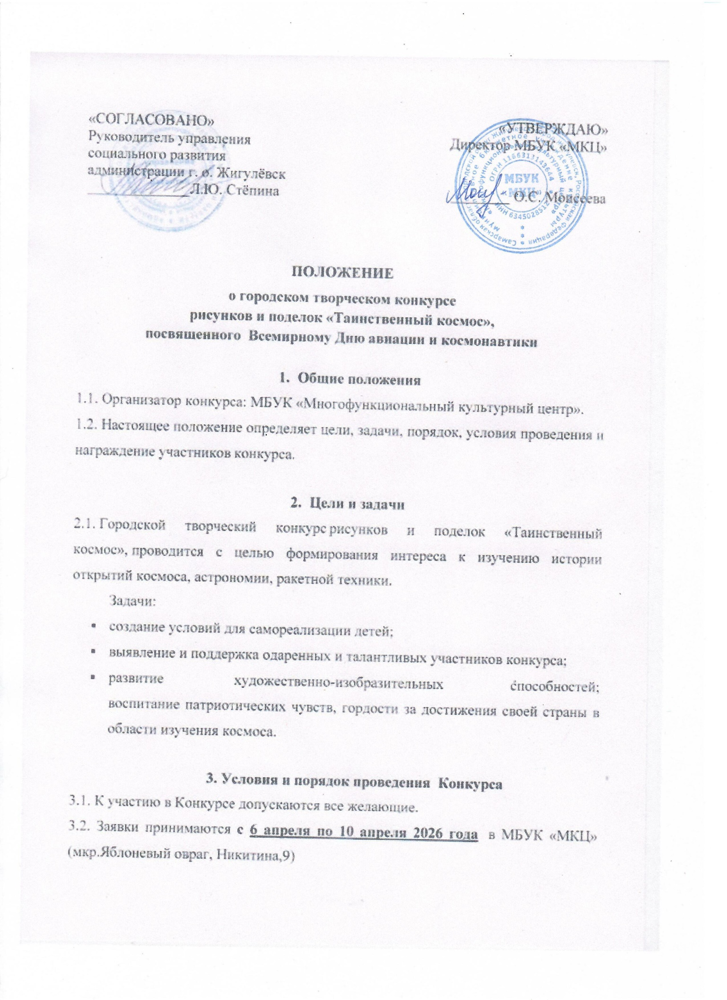 «СОГЛАСОВАНО»
Руководитель управления
социального развития
администрации г. о. Жигулёвск
Л.Ю. Стёпина
«УТВЕРЖДАЮ»
Директор МБУК «МКЦ»
О.С. Моисеева
ОГРН 1166313143644
МБУК
«МКЦ»
ИНН 6345028512
ПОЛОЖЕНИЕ
о городском творческом конкурсе
рисунков и поделок «Таинственный космос»,
посвященного Всемирному Дню авиации и космонавтики
1. Общие положения
1.1. Организатор конкурса: МБУК «Многофункциональный культурный центр».
1.2. Настоящее положение определяет цели, задачи, порядок, условия проведения и
награждение участников конкурса.
2. Цели и задачи
2.1. Городской творческий конкурс рисунков и поделок «Таинственный
космос», проводится с целью формирования интереса к изучению истории
открытий космоса, астрономии, ракетной техники.
Задачи:
▪ создание условий для самореализации детей;
▪ выявление и поддержка одаренных и талантливых участников конкурса;
▪ развитие художественно-изобразительных способностей;
воспитание патриотических чувств, гордости за достижения своей страны в
области изучения космоса.
3. Условия и порядок проведения Конкурса
3.1. К участию в Конкурсе допускаются все желающие.
3.2. Заявки принимаются с 6 апреля по 10 апреля 2026 года в МБУК «МКЦ»
(мкр.Яблоневый овраг, Никитина,9)